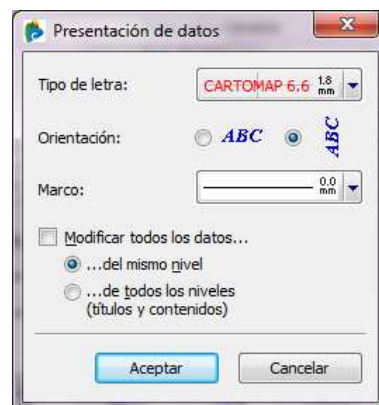 Presentación de datos
Tipo de letra: CARTOMAP 6.6 1.8 mm
Orientación: ABC ABC
Marco: 0.0 mm
Modificar todos los datos...
...del mismo nivel
...de todos los niveles
(títulos y contenidos)
Aceptar Cancelar